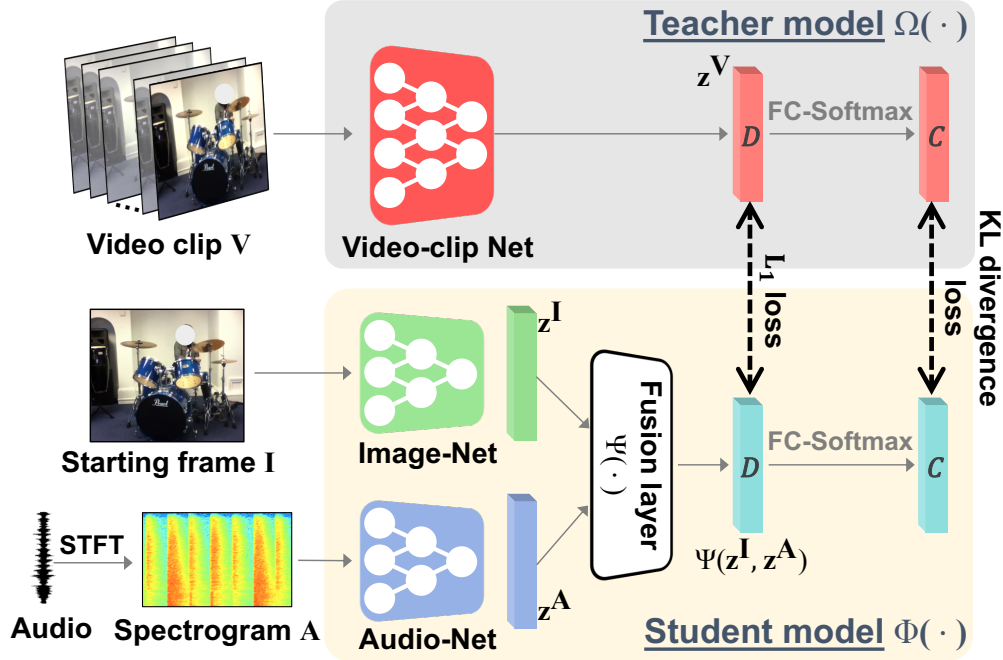 Teacher model Ω(·)
z^V
FC-Softmax
D
C
....
Video clip V
Video-clip Net
L₁ loss
KL divergence
loss
Starting frame I
Image-Net
z^I
Fusion layer
Ψ(·)
D
FC-Softmax
C
Ψ(z^I, z^A)
STFT
Audio
Spectrogram A
Audio-Net
z^A
Student model Φ(·)